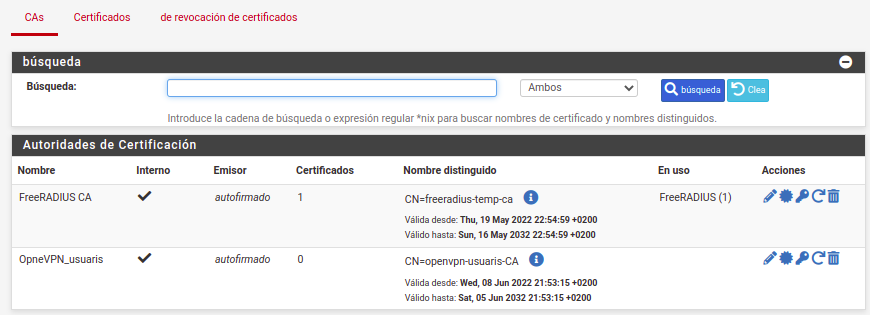 CAs Certificados de revocación de certificados
búsqueda
Búsqueda: Ambos búsqueda Clea
Introduce la cadena de búsqueda o expresión regular *nix para buscar nombres de certificado y nombres distinguidos.
Autoridades de Certificación
Nombre Interno Emisor Certificados Nombre distinguido En uso Acciones
FreeRADIUS CA autofirmado 1 CN=freeradius-temp-ca FreeRADIUS (1)
Válida desde: Thu, 19 May 2022 22:54:59 +0200
Válido hasta: Sun, 16 May 2032 22:54:59 +0200
OpneVPN_usuaris autofirmado 0 CN=openvpn-usuaris-CA
Válida desde: Wed, 08 Jun 2022 21:53:15 +0200
Válido hasta: Sat, 05 Jun 2032 21:53:15 +0200